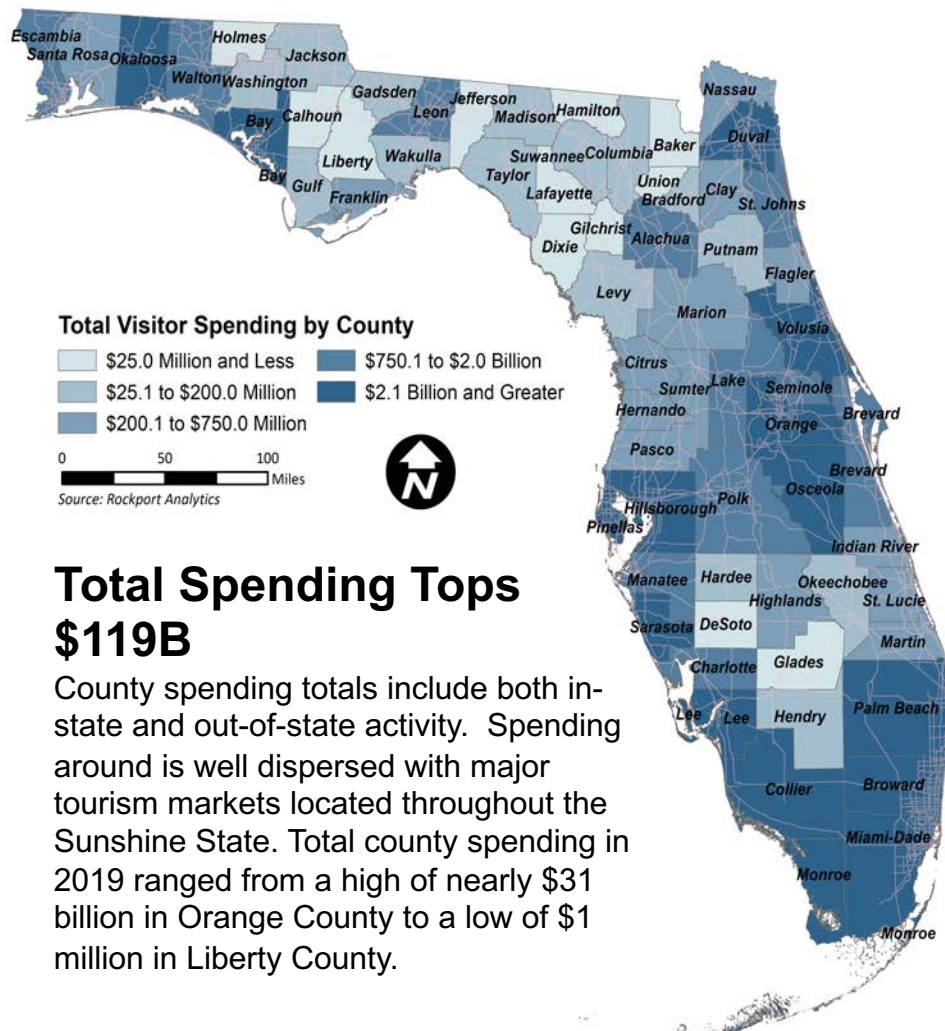 Escambia
Santa Rosa
Okaloosa
Holmes
Jackson
Walton
Washington
Gadsden
Jefferson
Leon
Madison
Hamilton
Nassau
Bay
Calhoun
Duval
Liberty
Wakulla
Suwannee
Columbia
Baker
Bay
Gulf
Franklin
Taylor
Lafayette
Union
Bradford
Clay
St. Johns
Gilchrist
Dixie
Alachua
Putnam
Flagler
Levy
Marion
Volusia
Total Visitor Spending by County
$25.0 Million and Less
$750.1 to $2.0 Billion
$25.1 to $200.0 Million
$2.1 Billion and Greater
$200.1 to $750.0 Million
0 50 100
Miles
Source: Rockport Analytics
N
Citrus
Sumter
Lake
Seminole
Hernando
Orange
Brevard
Pasco
Brevard
Osceola
Polk
Hillsborough
Pinellas
Indian River
Manatee
Hardee
Okeechobee
Highlands
St. Lucie
Sarasota
DeSoto
Martin
Charlotte
Glades
Lee
Lee
Hendry
Palm Beach
Collier
Broward
Miami-Dade
Monroe
Monroe
Total Spending Tops
$119B
County spending totals include both in-
state and out-of-state activity.  Spending
around is well dispersed with major
tourism markets located throughout the
Sunshine State. Total county spending in
2019 ranged from a high of nearly $31
billion in Orange County to a low of $1
million in Liberty County.